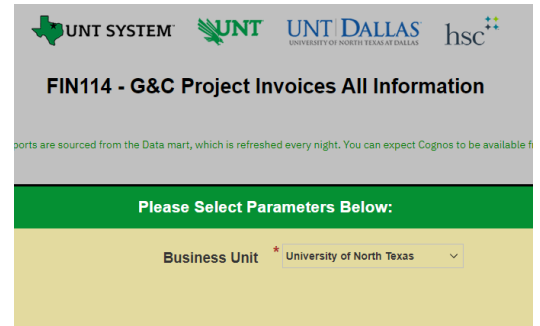 UNT SYSTEM UNT UNT DALLAS hsc
UNIVERSITY OF NORTH TEXAS AT DALLAS
FIN114 - G&C Project Invoices All Information
ports are sourced from the Data mart, which is refreshed every night. You can expect Cognos to be available
Please Select Parameters Below:
Business Unit * University of North Texas